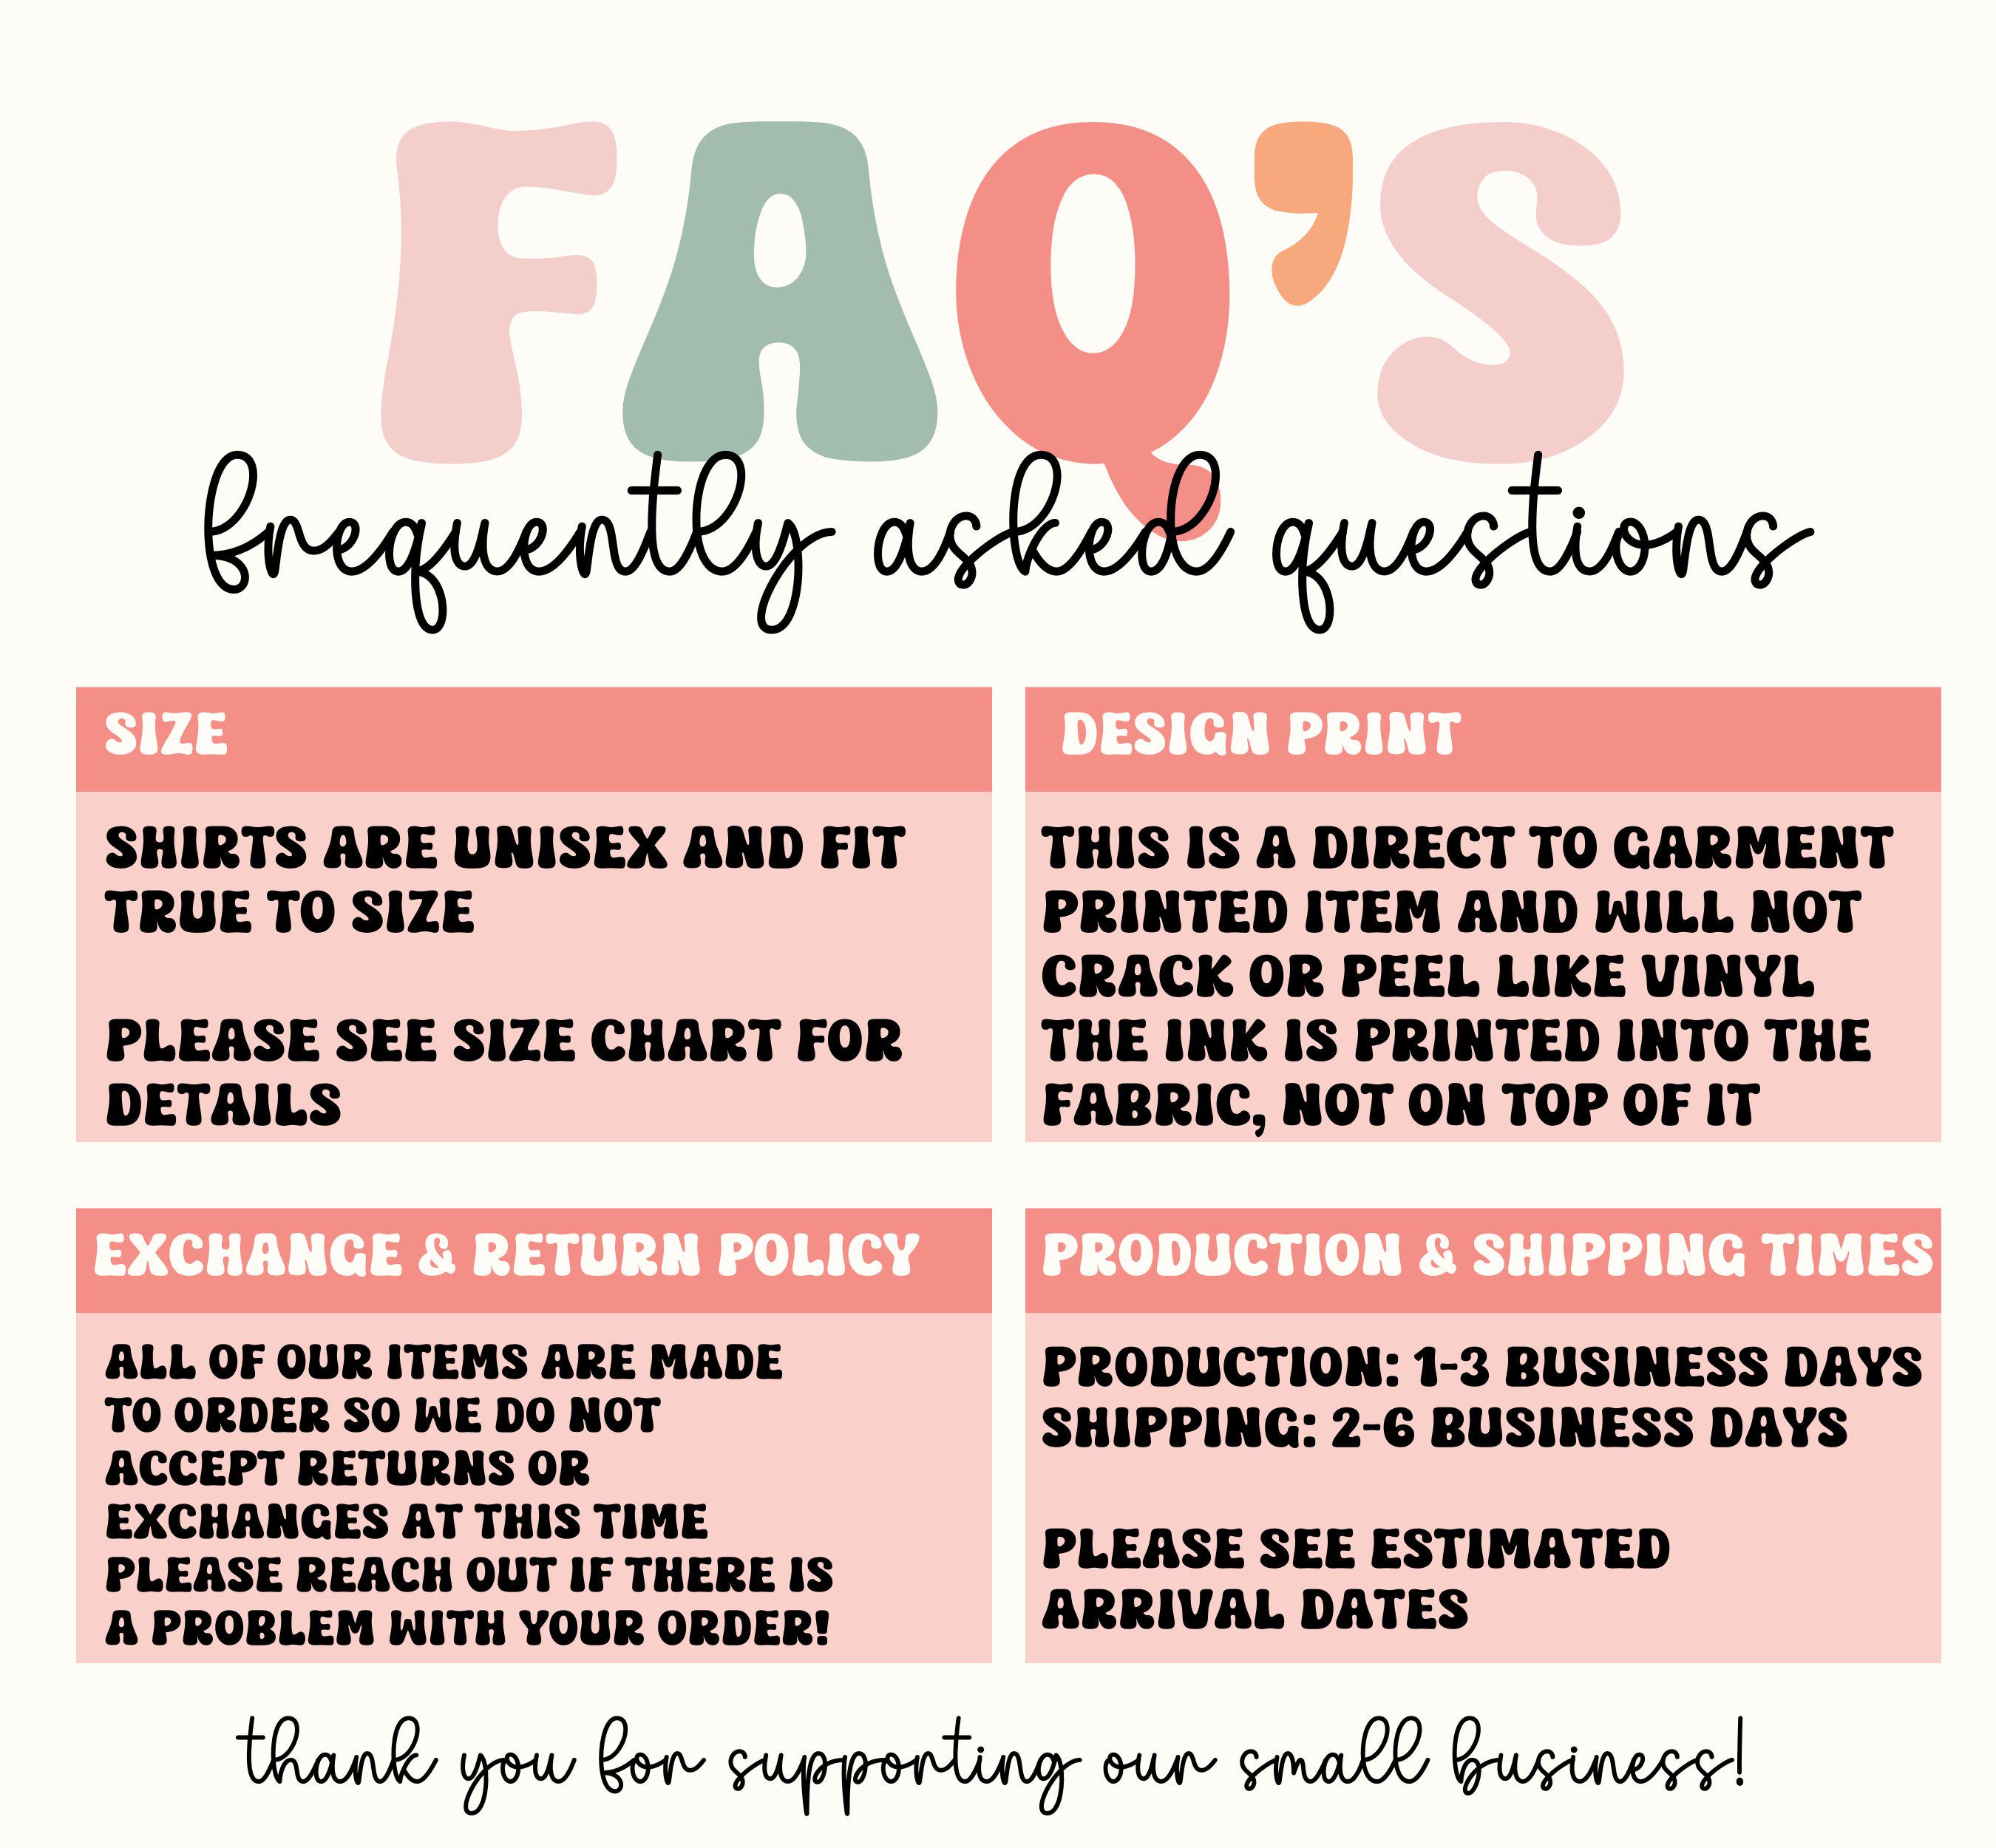 FAQ'S
frequently asked questions
SIZE
SHIRTS ARE UNISEX AND FIT
TRUE TO SIZE
PLEASE SEE SIZE CHART FOR
DETAILS
DESIGN PRINT
THIS IS A DIRECT TO GARMENT
PRINTED ITEM AND WILL NOT
CRACK OR PEEL LIKE VINYL
THE INK IS PRINTED INTO THE
FABRIC, NOT ON TOP OF IT
EXCHANGE & RETURN POLICY
ALL OF OUR ITEMS ARE MADE
TO ORDER SO WE DO NOT
ACCEPT RETURNS OR
EXCHANGES AT THIS TIME
PLEASE REACH OUT IF THERE IS
A PROBLEM WITH YOUR ORDER!
PRODUCTION & SHIPPING TIMES
PRODUCTION: 1-3 BUSINESS DAYS
SHIPPING: 2-6 BUSINESS DAYS
PLEASE SEE ESTIMATED
ARRIVAL DATES
thank you for supporting our small business!